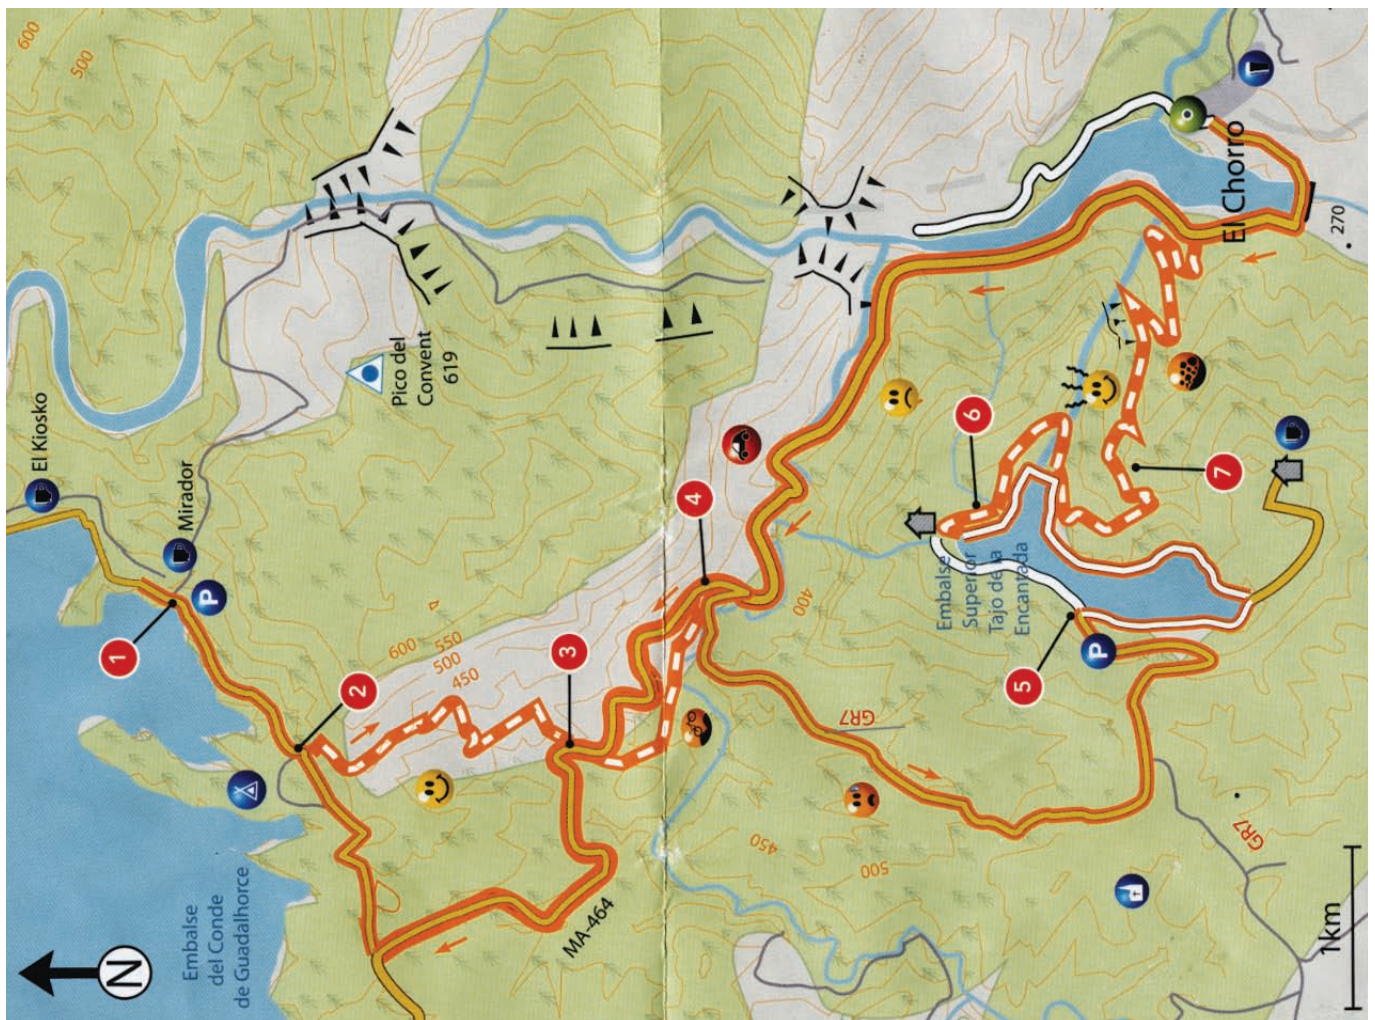 600
500
El Kiosko
Mirador
P
1
2
3
4
5
6
7
Pico del
Convent
619
600
550
500
450
Embalse
del Conde
de Guadalhorce
N
MA-464
GR7
450
500
400
Embalse
Superior
Tajo de la
Encantada
P
El Chorro
270
GR7
1km